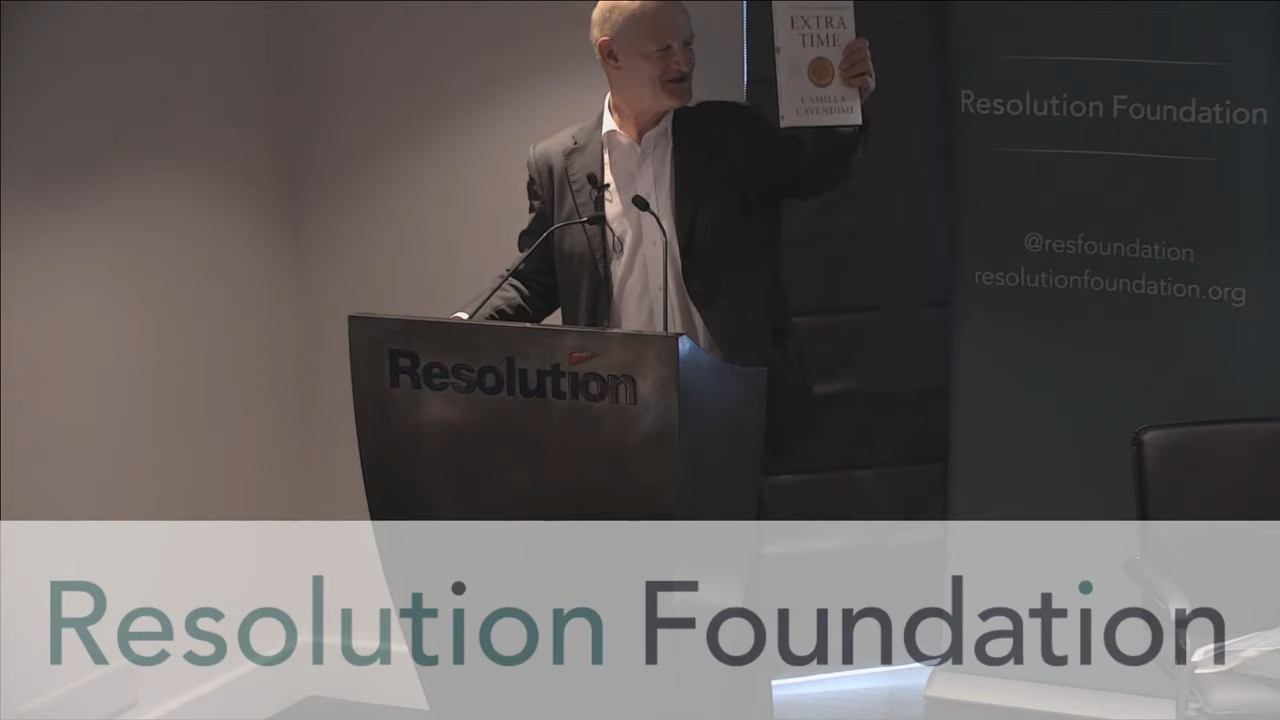 EXTRA
TIME
CAMILLA
CAVENDISH
Resolution Foundation
@resfoundation
resolutionfoundation.org
Resolution
Resolution Foundation